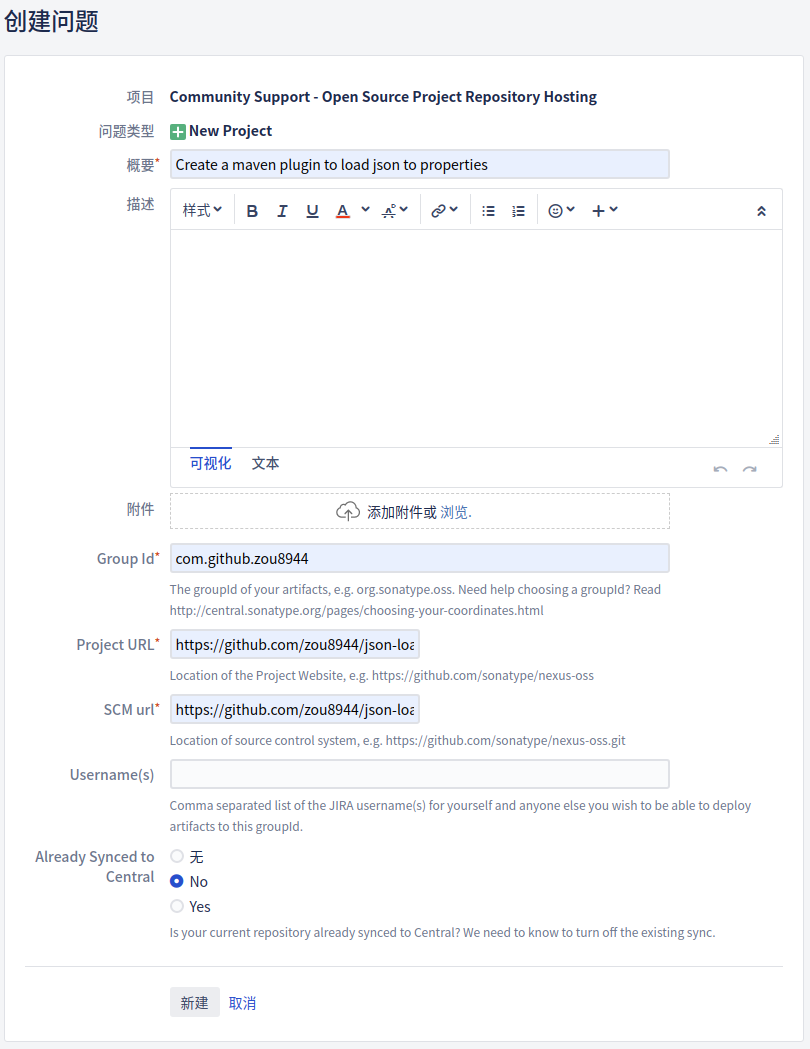 创建问题
项目 Community Support - Open Source Project Repository Hosting
问题类型 New Project
概要* Create a maven plugin to load json to properties
描述
样式 B I U A
可视化 文本
附件 添加附件或 浏览.
Group Id* com.github.zou8944
The groupId of your artifacts, e.g. org.sonatype.oss. Need help choosing a groupId? Read
http://central.sonatype.org/pages/choosing-your-coordinates.html
Project URL* https://github.com/zou8944/json-loa
Location of the Project Website, e.g. https://github.com/sonatype/nexus-oss
SCM url* https://github.com/zou8944/json-loa
Location of source control system, e.g. https://github.com/sonatype/nexus-oss.git
Username(s)
Comma separated list of the JIRA username(s) for yourself and anyone else you wish to be able to deploy
artifacts to this groupId.
Already Synced to
Central
无
No
Yes
Is your current repository already synced to Central? We need to know to turn off the existing sync.
新建 取消